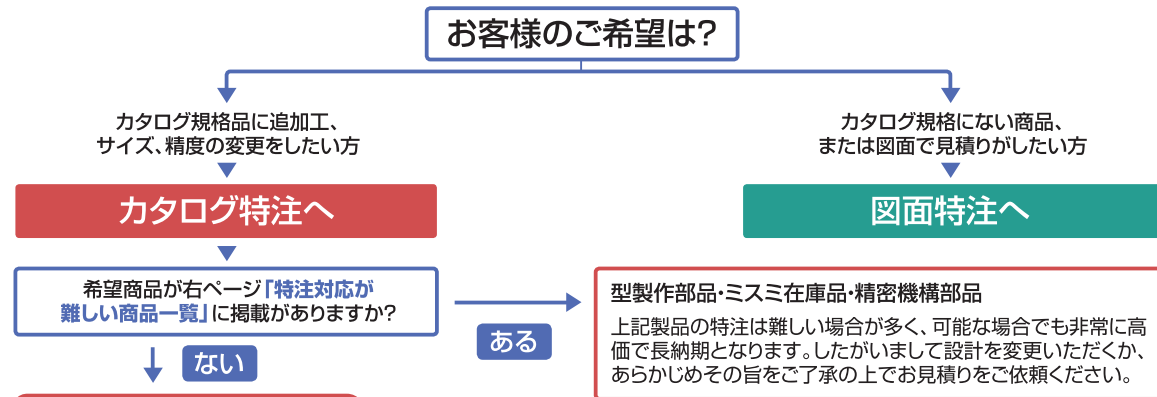 お客様のご希望は?
カタログ規格品に追加工、
サイズ、精度の変更をしたい方
カタログ規格にない商品、
または図面で見積りがしたい方
カタログ特注へ
図面特注へ
希望商品が右ページ「特注対応が
難しい商品一覧」に掲載がありますか?
ある
ない
型製作部品・ミスミ在庫品・精密機構部品
上記製品の特注は難しい場合が多く、可能な場合でも非常に高
価で長納期となります。したがいまして設計を変更いただくか、
あらかじめその旨をご了承の上でお見積りをご依頼ください。